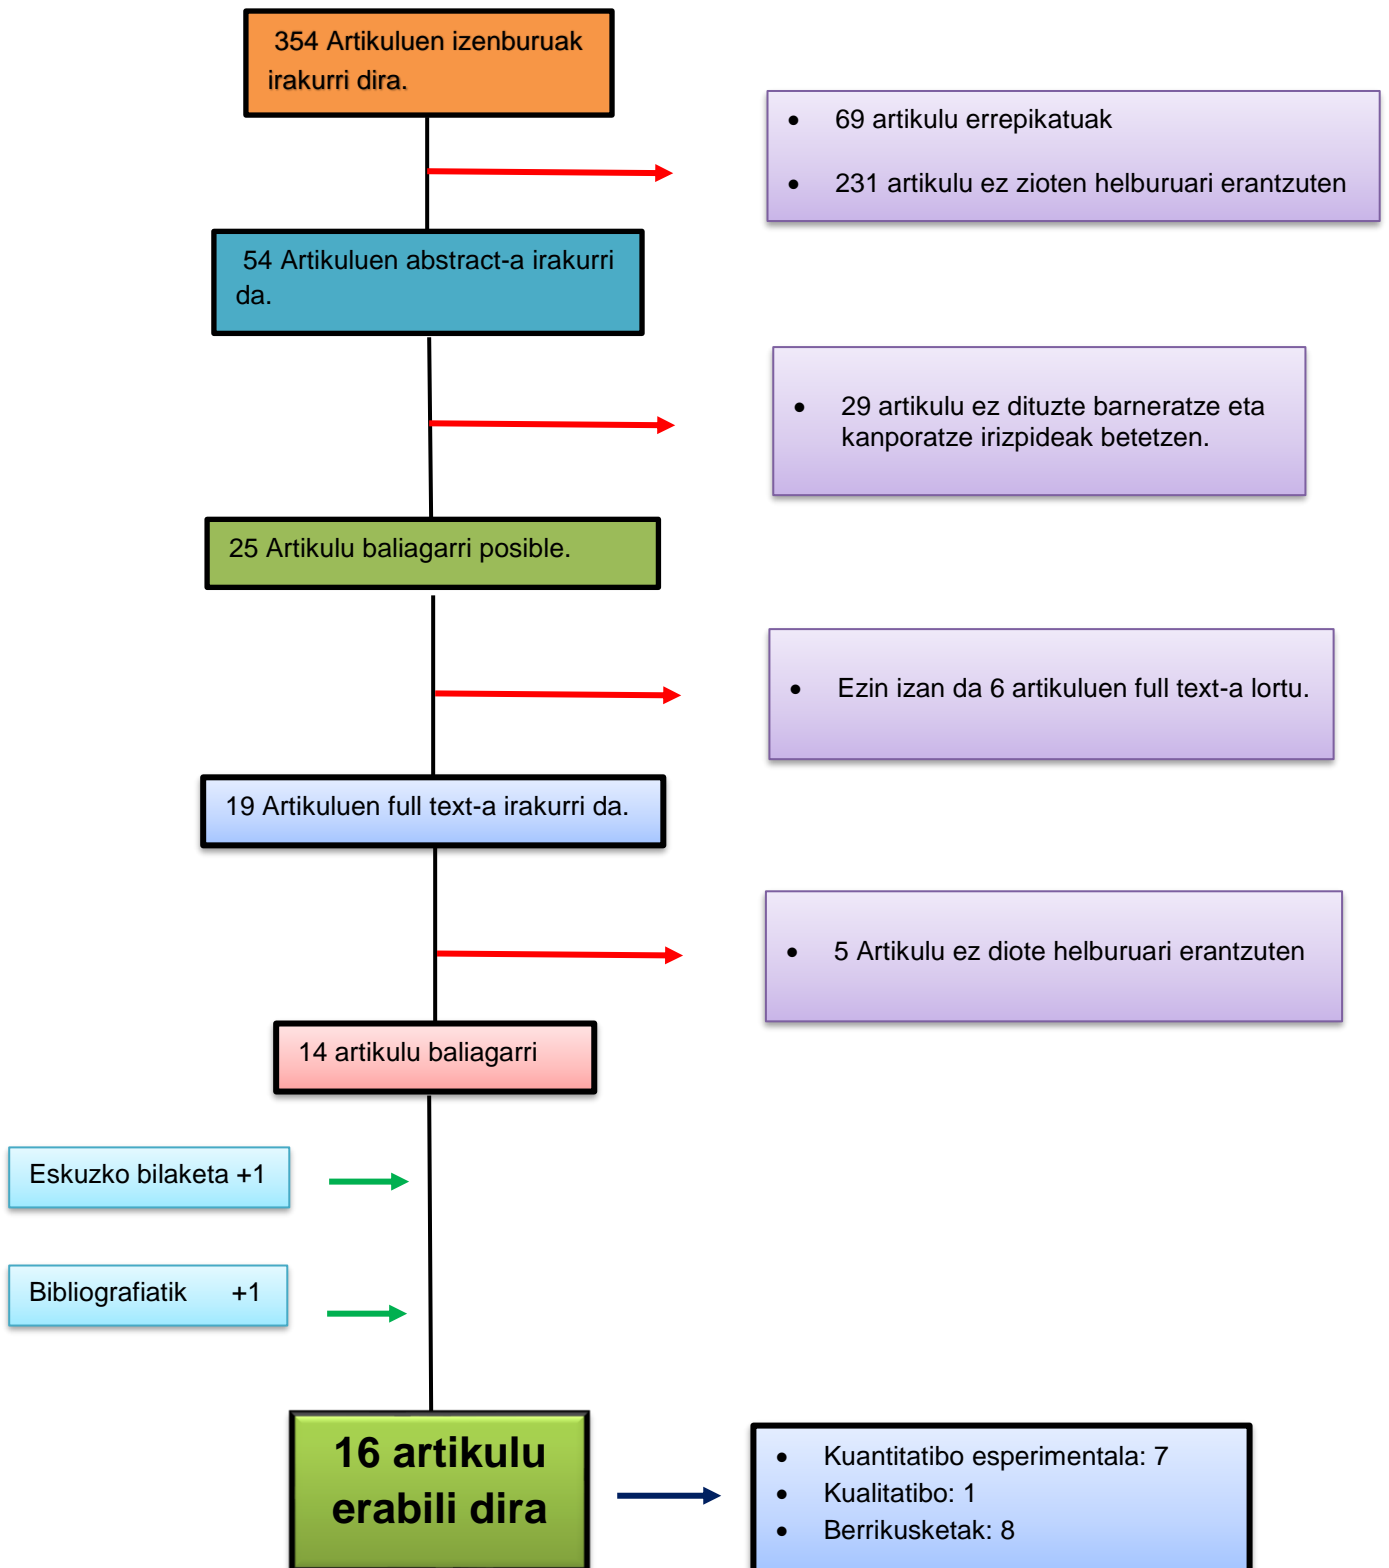 354 Artikuluen izenburuak
irakurri dira.
• 69 artikulu errepikatuak
• 231 artikulu ez zioten helburuari erantzuten
54 Artikuluen abstract-a irakurri
da.
• 29 artikulu ez dituzte barneratze eta
kanporatze irizpideak betetzen.
25 Artikulu baliagarri posible.
• Ezin izan da 6 artikuluen full text-a lortu.
19 Artikuluen full text-a irakurri da.
• 5 Artikulu ez diote helburuari erantzuten
14 artikulu baliagarri
Eskuzko bilaketa +1
Bibliografiatik +1
16 artikulu
erabili dira
• Kuantitatibo esperimentala: 7
• Kualitatibo: 1
• Berrikusketak: 8